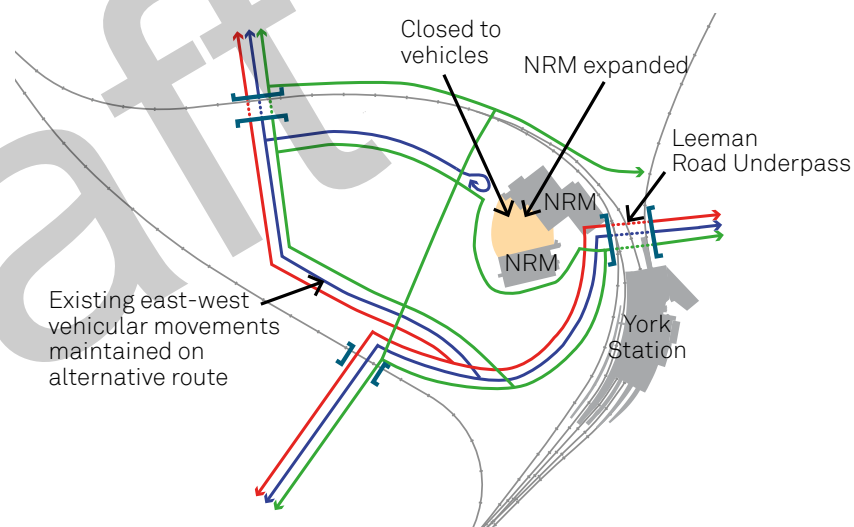 Closed to
vehicles
NRM expanded
Leeman
Road Underpass
NRM
NRM
Existing east-west
vehicular movements
maintained on
alternative route
York
Station
aft